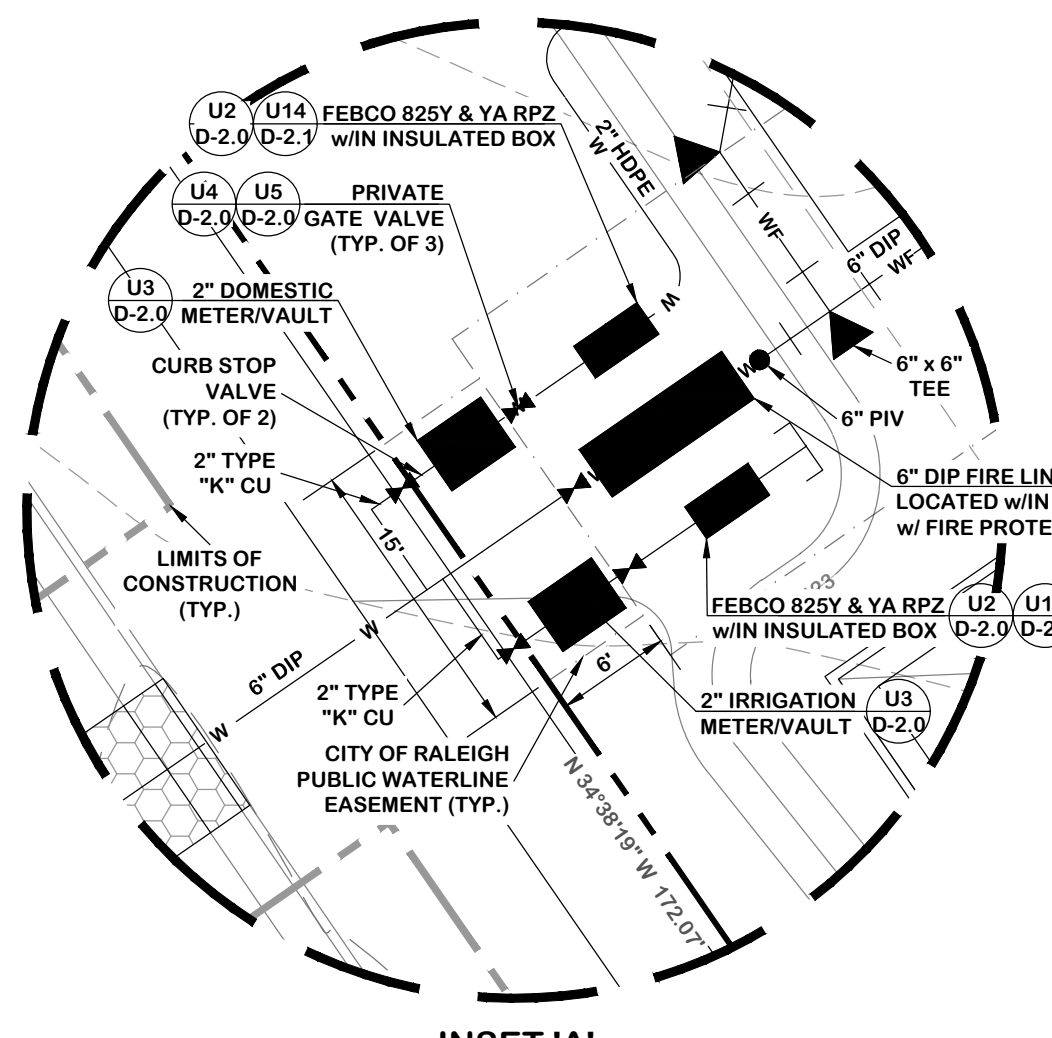 U2
D-2.0
U14
D-2.1
FEBCO 825Y & YA RPZ
w/IN INSULATED BOX
U4
D-2.0
U5
D-2.0
PRIVATE
GATE VALVE
(TYP. OF 3)
U3
D-2.0
2" DOMESTIC
METER/VAULT
CURB STOP
VALVE
(TYP. OF 2)
2" TYPE
"K" CU
LIMITS OF
CONSTRUCTION
(TYP.)
2" HDPE
W
W
WF
6" DIP
WF
W
W
6" x 6"
TEE
6" PIV
6" DIP FIRE LIN
LOCATED w/IN
w/ FIRE PROTE
15'
W
6" DIP
W
2" TYPE
"K" CU
6'
FEBCO 825Y & YA RPZ
w/IN INSULATED BOX
U2
D-2.0
2" IRRIGATION
METER/VAULT
U3
D-2.0
CITY OF RALEIGH
PUBLIC WATERLINE
EASEMENT (TYP.)
N 34°38'19" W 172.07'